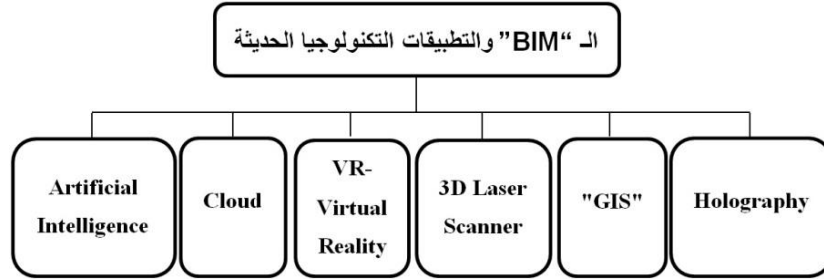 الـ “BIM” والتطبيقات التكنولوجيا الحديثة
Artificial
Intelligence
Cloud
VR-
Virtual
Reality
3D Laser
Scanner
"GIS"
Holography